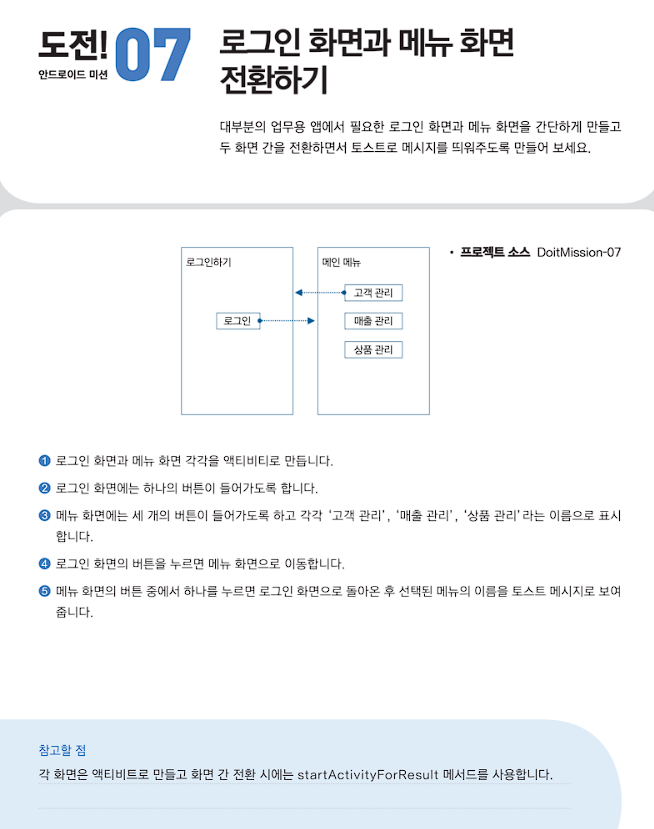 도전! 07
안드로이드 미션
로그인 화면과 메뉴 화면
전환하기
대부분의 업무용 앱에서 필요한 로그인 화면과 메뉴 화면을 간단하게 만들고
두 화면 간을 전환하면서 토스트로 메시지를 띄워주도록 만들어 보세요.
로그인하기
로그인
메인 메뉴
고객 관리
매출 관리
상품 관리
• 프로젝트 소스 DoitMission-07
1 로그인 화면과 메뉴 화면 각각을 액티비티로 만듭니다.
2 로그인 화면에는 하나의 버튼이 들어가도록 합니다.
3 메뉴 화면에는 세 개의 버튼이 들어가도록 하고 각각 ‘고객 관리’, ‘매출 관리’, ‘상품 관리’라는 이름으로 표시
합니다.
4 로그인 화면의 버튼을 누르면 메뉴 화면으로 이동합니다.
5 메뉴 화면의 버튼 중에서 하나를 누르면 로그인 화면으로 돌아온 후 선택된 메뉴의 이름을 토스트 메시지로 보여
줍니다.
참고할 점
각 화면은 액티비트로 만들고 화면 간 전환 시에는 startActivityForResult 메서드를 사용합니다.